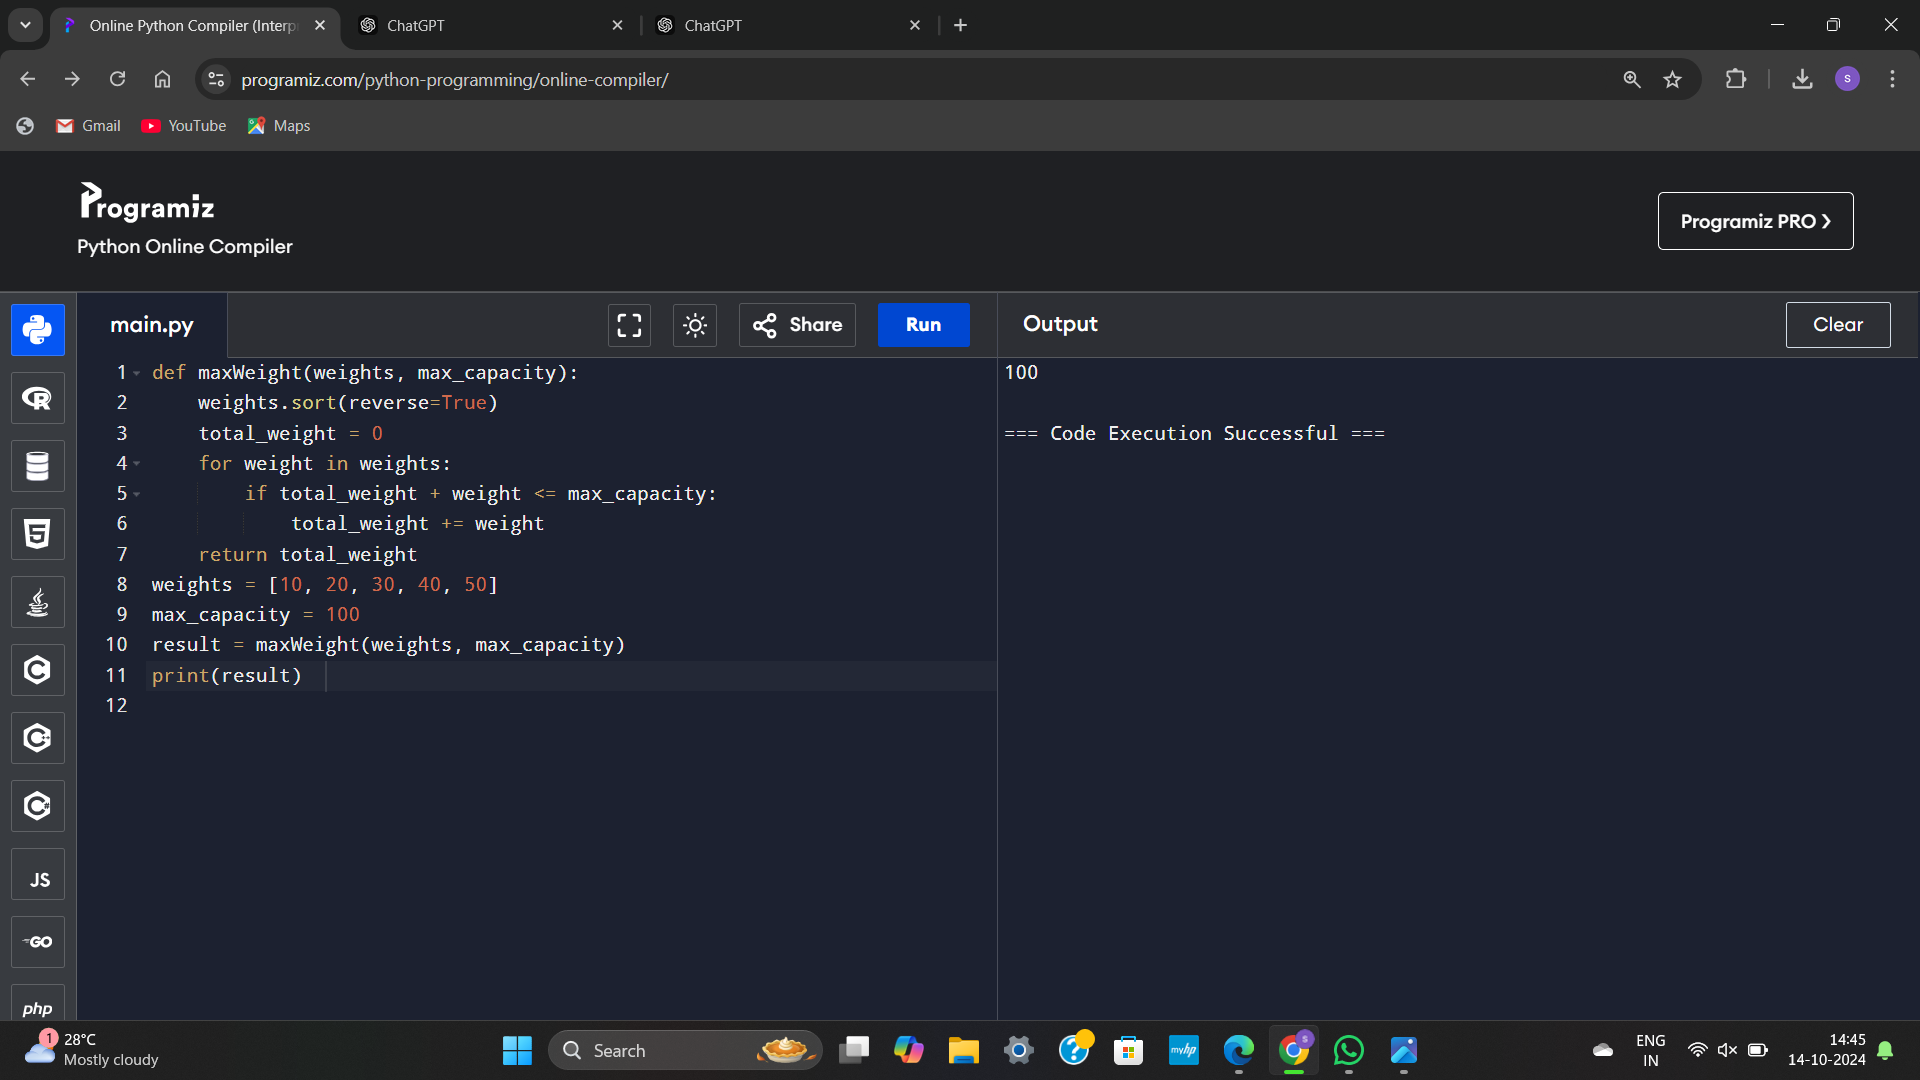 Online Python Compiler (Interp
ChatGPT
ChatGPT
programiz.com/python-programming/online-compiler/
S
Gmail
YouTube
Maps
Programiz
Python Online Compiler
Programiz PRO ❯
main.py
Share
Run
Output
Clear
1 def maxWeight(weights, max_capacity):
2 weights.sort(reverse=True)
3 total_weight = 0
4 for weight in weights:
5 if total_weight + weight <= max_capacity:
6 total_weight += weight
7 return total_weight
8 weights = [10, 20, 30, 40, 50]
9 max_capacity = 100
10 result = maxWeight(weights, max_capacity)
11 print(result)
12
100
=== Code Execution Successful ===
R
5
C
C++
C#
JS
GO
php
1
28°C
Mostly cloudy
Search
myhp
S
ENG
IN
14:45
14-10-2024